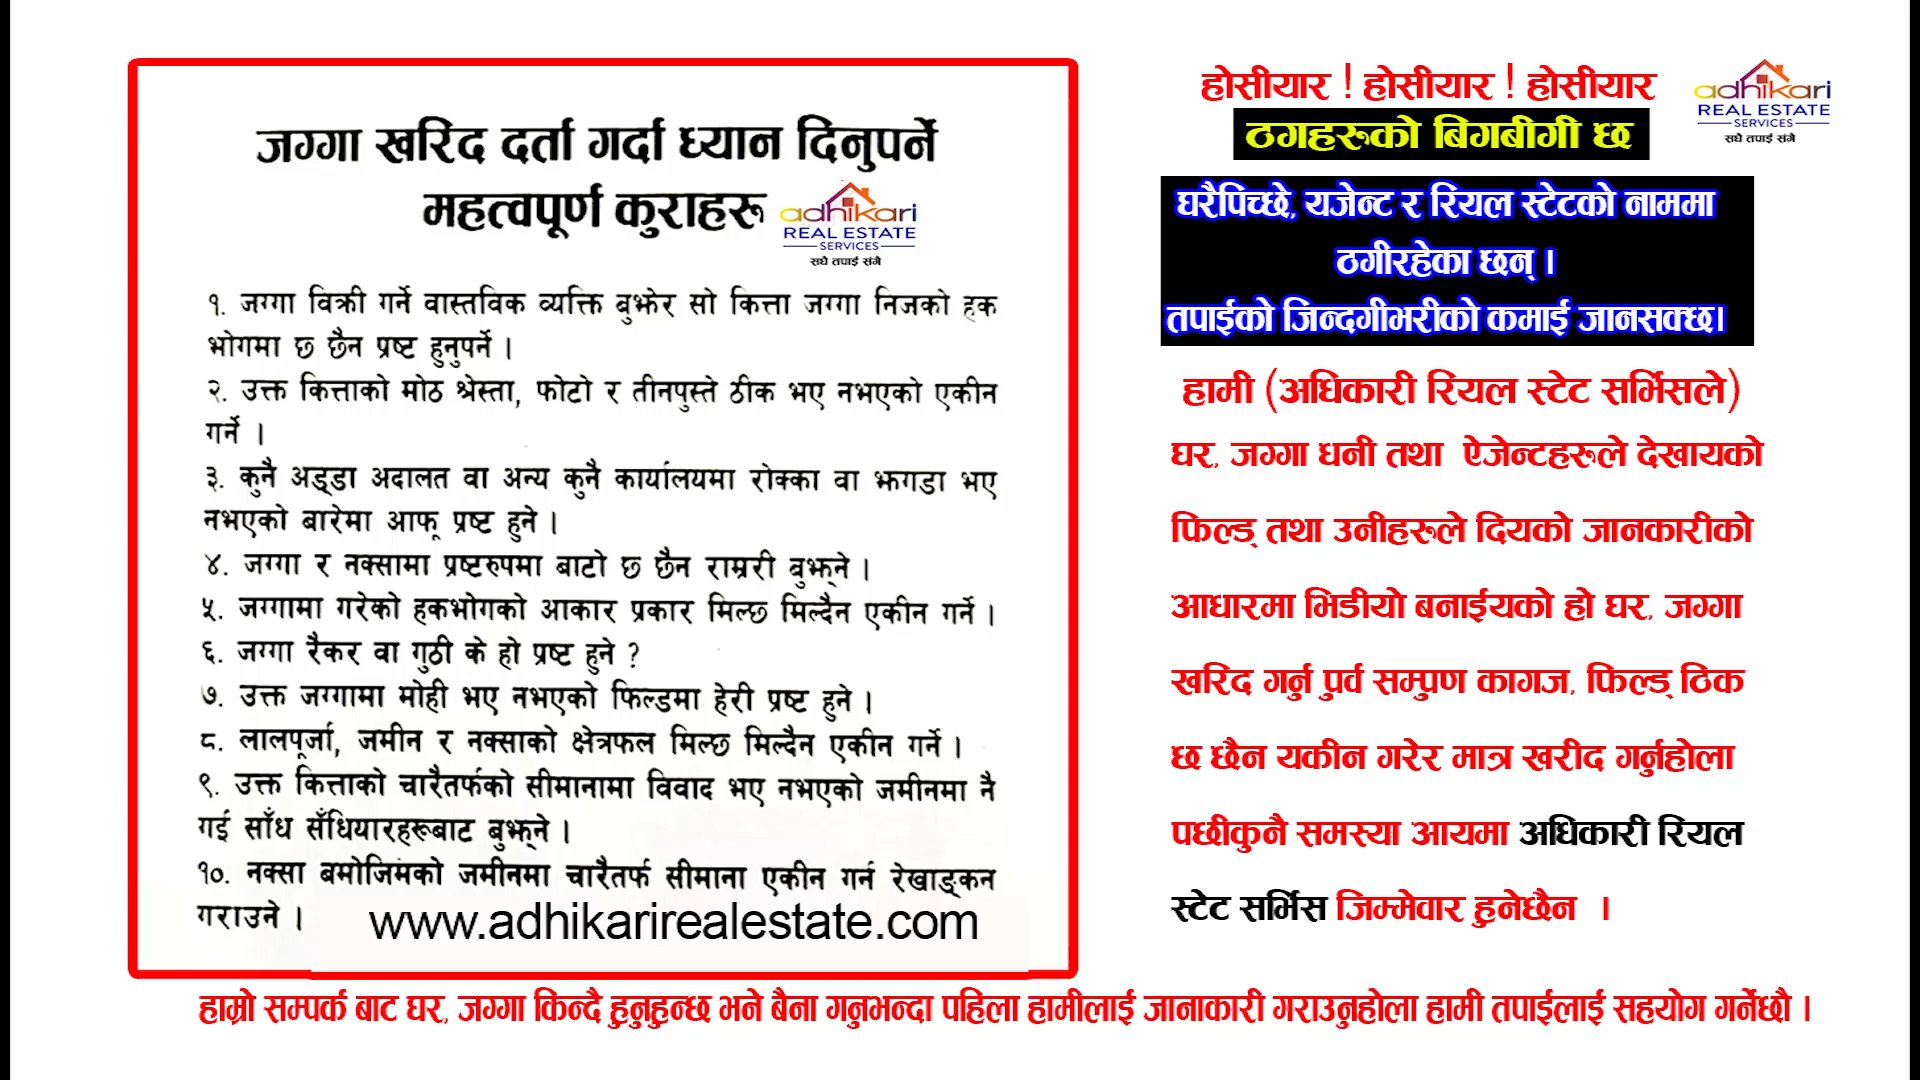 जग्गा खरिद दर्ता गर्दा ध्यान दिनुपर्ने
महत्वपूर्ण कुराहरू
adhikari
REAL ESTATE
SERVICES
सधै तपाई संगै
१. जग्गा विक्री गर्ने वास्तविक व्यक्ति बुझेर सो कित्ता जग्गा निजको हक
भोगमा छ छैन प्रष्ट हुनुपर्ने ।
२. उक्त कित्ताको मोठ श्रेस्ता, फोटो र तीनपुस्ते ठीक भए नभएको एकीन
गर्ने ।
३. कुनै अड्डा अदालत वा अन्य कुनै कार्यालयमा रोक्का वा झगडा भए
नभएको बारेमा आफू प्रष्ट हुने ।
४. जग्गा र नक्सामा प्रष्टरुपमा बाटो छ छैन राम्ररी बुझ्ने ।
५. जग्गामा गरेको हकभोगको आकार प्रकार मिल्छ मिल्दैन एकीन गर्ने ।
६. जग्गा रैकर वा गुठी के हो प्रष्ट हुने ?
७. उक्त जग्गामा मोही भए नभएको फिल्डमा हेरी प्रष्ट हुने ।
८. लालपूर्जा, जमीन र नक्साको क्षेत्रफल मिल्छ मिल्दैन एकीन गर्ने ।
९. उक्त कित्ताको चारैतर्फको सीमानामा विवाद भए नभएको जमीनमा नै
गई साँध सँधियारहरूबाट बुझ्ने ।
१०. नक्सा बमोजिमको जमीनमा चारैतर्फ सीमाना एकीन गर्न रेखाङ्कन
गराउने ।
www.adhikarirealestate.com
होसीयार ! होसीयार ! होसीयार
ठगहरुको बिगबीगी छ
adhikari
REAL ESTATE
SERVICES
सधै तपाई संगै
घरैपिच्छे, यजेन्ट र रियल स्टेटको नाममा
ठगीरहेका छन् ।
तपाईको जिन्दगीभरीको कमाई जानसक्छ।
हामी (अधिकारी रियल स्टेट सर्भिसले)
घर, जग्गा धनी तथा ऐजेन्टहरुले देखायको
फिल्ड् तथा उनीहरुले दियको जानकारीको
आधारमा भिडीयो बनाईयको हो घर, जग्गा
खरिद गर्नु पुर्व सम्पुण कागज, फिल्ड् ठिक
छ छैन यकीन गरेर मात्र खरीद गर्नुहोला
पछीकुनै समस्या आयमा अधिकारी रियल
स्टेट सर्भिस जिम्मेवार हुनेछैन ।
हाम्रो सम्पर्क बाट घर, जग्गा किन्दै हुनुहुन्छ भने बैना गनुभन्दा पहिला हामीलाई जानाकारी गराउनुहोला हामी तपाईलाई सहयोग गर्नेछौ ।